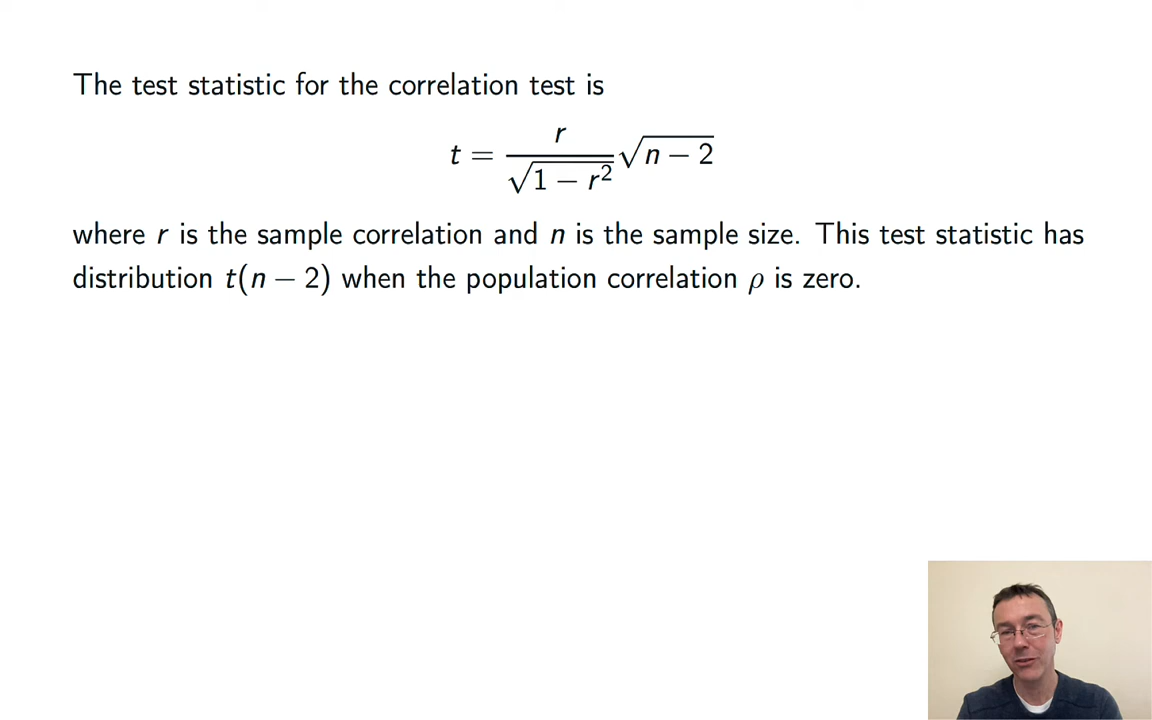 The test statistic for the correlation test is
t = r / √(1 − r²) √(n − 2)
where r is the sample correlation and n is the sample size. This test statistic has
distribution t(n − 2) when the population correlation ρ is zero.